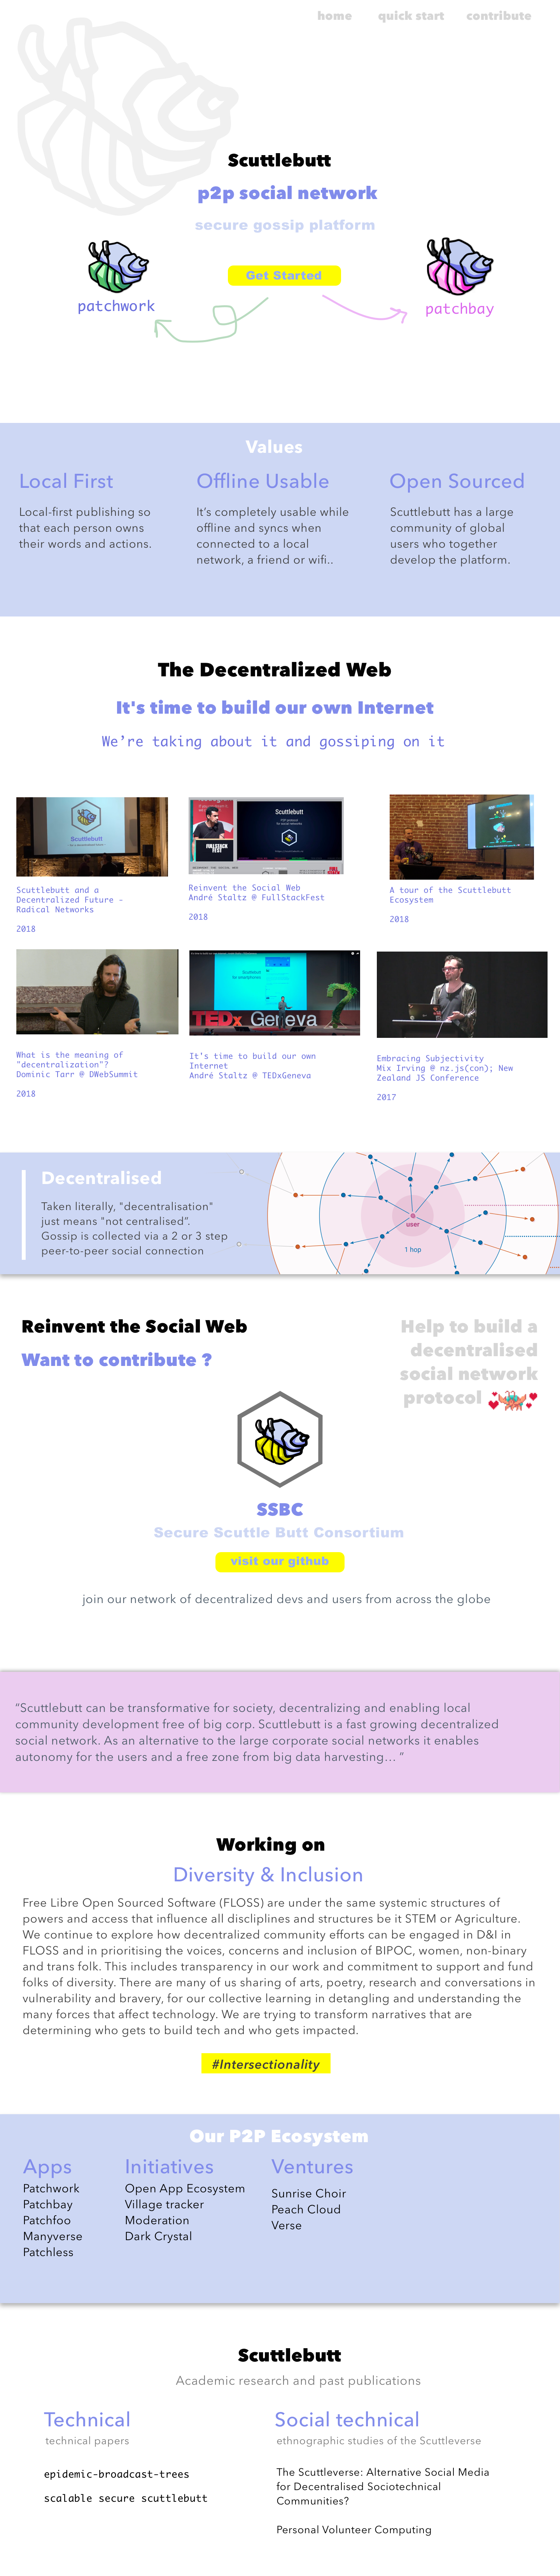 home quick start contribute
Scuttlebutt
p2p social network
secure gossip platform
Get Started
patchwork
patchbay
Values
Local First
Local-first publishing so
that each person owns
their words and actions.
Offline Usable
It's completely usable while
offline and syncs when
connected to a local
network, a friend or wifi..
Open Sourced
Scuttlebutt has a large
community of global
users who together
develop the platform.
The Decentralized Web
It's time to build our own Internet
We’re taking about it and gossiping on it
Scuttlebutt
Scuttlebutt and a
Decentralized Future -
Radical Networks
2018
Scuttlebutt
FULLSTACK
FEST
Reinvent the Social Web
André Staltz @ FullStackFest
2018
A tour of the Scuttlebutt
Ecosystem
2018
What is the meaning of
"decentralization"?
Dominic Tarr @ DWebSummit
2018
TEDx Geneva
It's time to build our own
Internet
André Staltz @ TEDxGeneva
Embracing Subjectivity
Mix Irving @ nz.js(con); New
Zealand JS Conference
2017
Decentralised
Taken literally, "decentralisation"
just means "not centralised”.
Gossip is collected via a 2 or 3 step
peer-to-peer social connection
user
1 hop
Reinvent the Social Web
Want to contribute ?
Help to build a
decentralised
social network
protocol
SSBC
Secure Scuttle Butt Consortium
visit our github
join our network of decentralized devs and users from across the globe
“Scuttlebutt can be transformative for society, decentralizing and enabling local
community development free of big corp. Scuttlebutt is a fast growing decentralized
social network. As an alternative to the large corporate social networks it enables
autonomy for the users and a free zone from big data harvesting… ”
Working on
Diversity & Inclusion
Free Libre Open Sourced Software (FLOSS) are under the same systemic structures of
powers and access that influence all disciplines and structures be it STEM or Agriculture.
We continue to explore how decentralized community efforts can be engaged in D&I in
FLOSS and in prioritising the voices, concerns and inclusion of BIPOC, women, non-binary
and trans folk. This includes transparency in our work and commitment to support and fund
folks of diversity. There are many of us sharing of arts, poetry, research and conversations in
vulnerability and bravery, for our collective learning in detangling and understanding the
many forces that affect technology. We are trying to transform narratives that are
determining who gets to build tech and who gets impacted.
#Intersectionality
Our P2P Ecosystem
Apps
Patchwork
Patchbay
Patchfoo
Manyverse
Patchless
Initiatives
Open App Ecosystem
Village tracker
Moderation
Dark Crystal
Ventures
Sunrise Choir
Peach Cloud
Verse
Scuttlebutt
Academic research and past publications
Technical
technical papers
epidemic-broadcast-trees
scalable secure scuttlebutt
Social technical
ethnographic studies of the Scuttleverse
The Scuttleverse: Alternative Social Media
for Decentralised Sociotechnical
Communities?
Personal Volunteer Computing